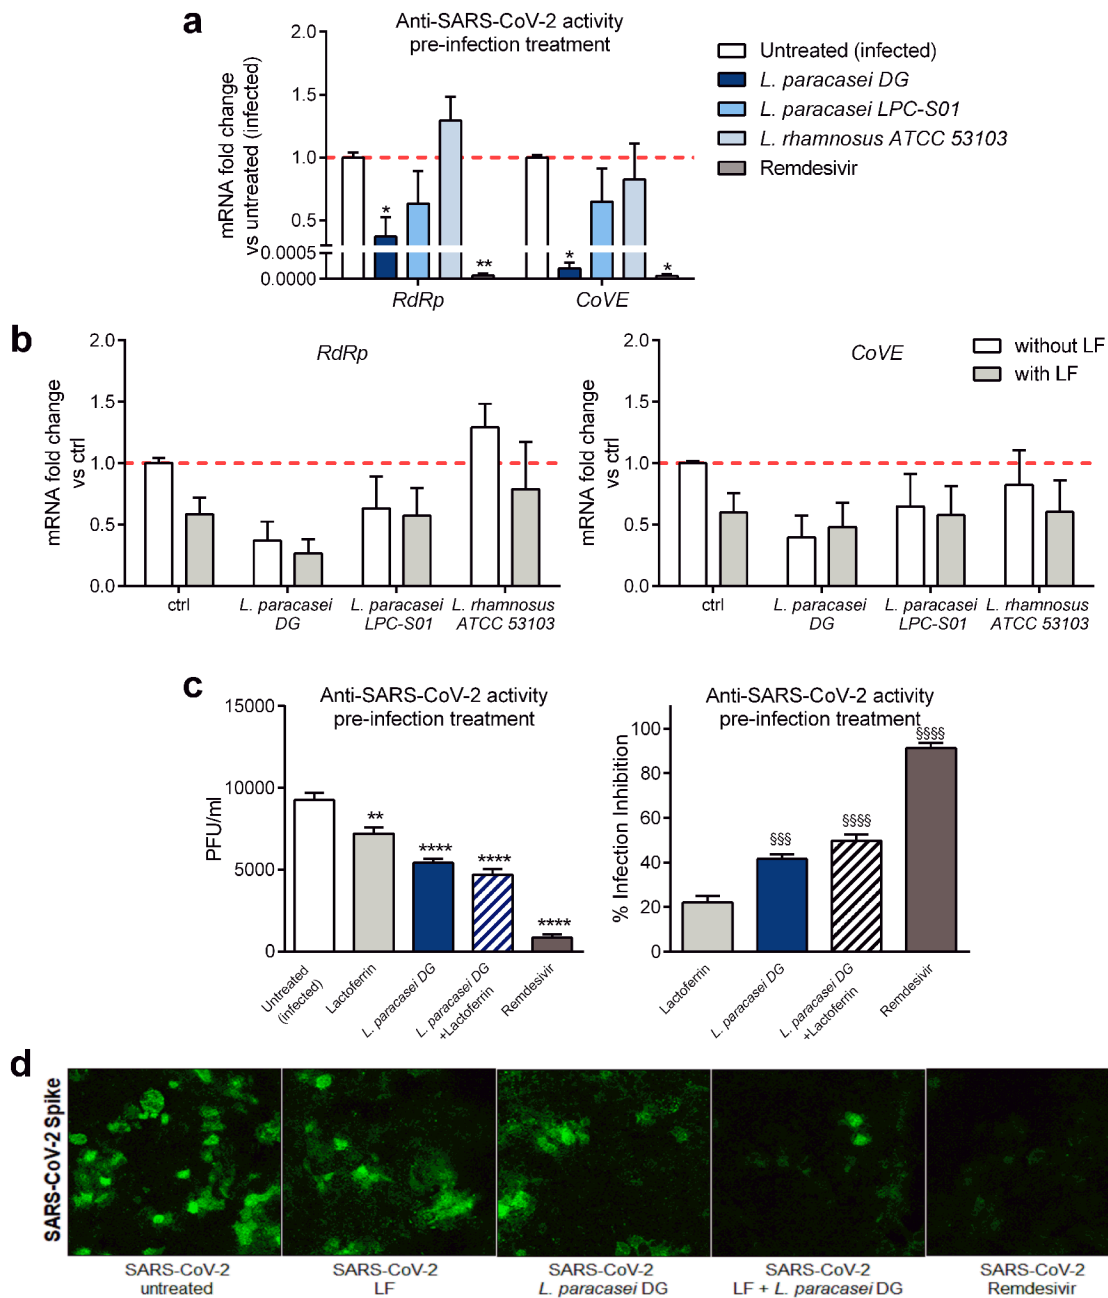 a
Anti-SARS-CoV-2 activity
pre-infection treatment
mRNA fold change
vs untreated (infected)
2.0
1.5
1.0
0.5
0.0005
0.0000
*
**
*
*
RdRp
CoVE
Untreated (infected)
L. paracasei DG
L. paracasei LPC-S01
L. rhamnosus ATCC 53103
Remdesivir
b
RdRp
mRNA fold change
vs ctrl
2.0
1.5
1.0
0.5
0.0
ctrl
L. paracasei
DG
L. paracasei
LPC-S01
L. rhamnosus
ATCC 53103
CoVE
mRNA fold change
vs ctrl
2.0
1.5
1.0
0.5
0.0
ctrl
L. paracasei
DG
L. paracasei
LPC-S01
L. rhamnosus
ATCC 53103
without LF
with LF
c
Anti-SARS-CoV-2 activity
pre-infection treatment
PFU/ml
15000
10000
5000
0
**
****
****
****
Untreated
(infected)
Lactoferrin
L. paracasei DG
L. paracasei DG
+Lactoferrin
Remdesivir
Anti-SARS-CoV-2 activity
pre-infection treatment
% Infection Inhibition
100
80
60
40
20
0
§§§
§§§§
§§§§
Lactoferrin
L. paracasei DG
L. paracasei DG
+Lactoferrin
Remdesivir
d
SARS-CoV-2 Spike
SARS-CoV-2
untreated
SARS-CoV-2
LF
SARS-CoV-2
L. paracasei DG
SARS-CoV-2
LF + L. paracasei DG
SARS-CoV-2
Remdesivir